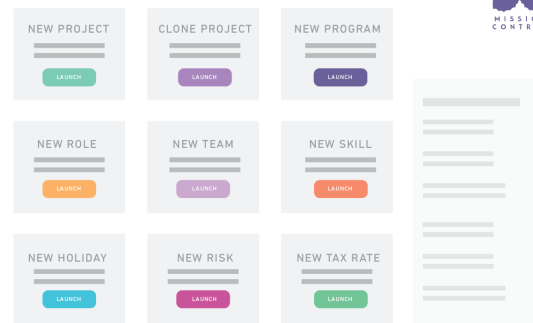 NEW PROJECT
LAUNCH
CLONE PROJECT
LAUNCH
NEW PROGRAM
LAUNCH
NEW ROLE
LAUNCH
NEW TEAM
LAUNCH
NEW SKILL
LAUNCH
NEW HOLIDAY
LAUNCH
NEW RISK
LAUNCH
NEW TAX RATE
LAUNCH